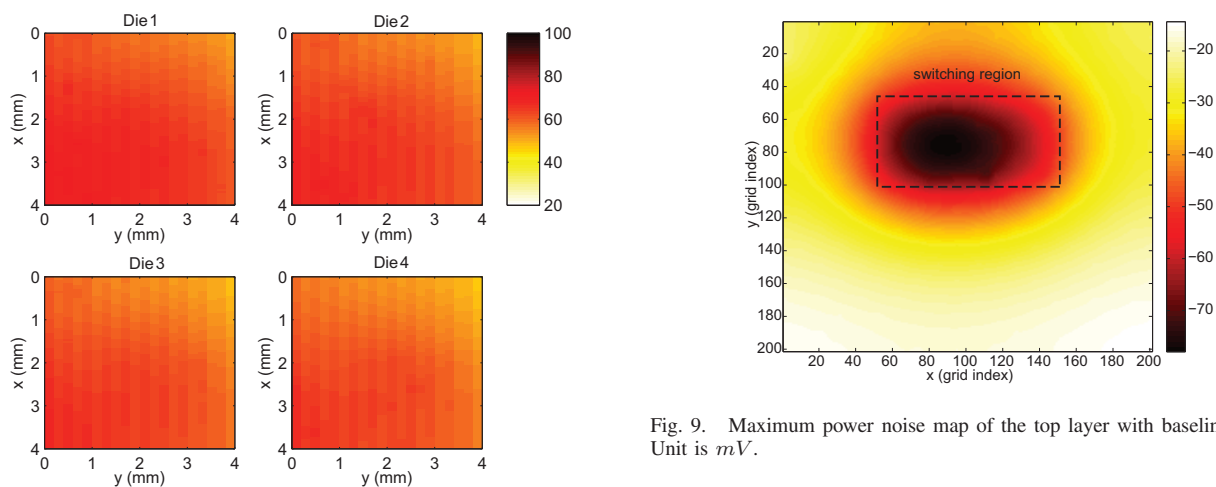 Die 1
0
1
2
3
4
x (mm)
0 1 2 3 4
y (mm)
Die 2
0
1
2
3
4
x (mm)
0 1 2 3 4
y (mm)
100
80
60
40
20
Die 3
0
1
2
3
4
x (mm)
0 1 2 3 4
y (mm)
Die 4
0
1
2
3
4
x (mm)
0 1 2 3 4
y (mm)
switching region
20
40
60
80
100
120
140
160
180
200
y (grid index)
20 40 60 80 100 120 140 160 180 200
x (grid index)
−20
−30
−40
−50
−60
−70
Fig. 9. Maximum power noise map of the top layer with baselin
Unit is mV.